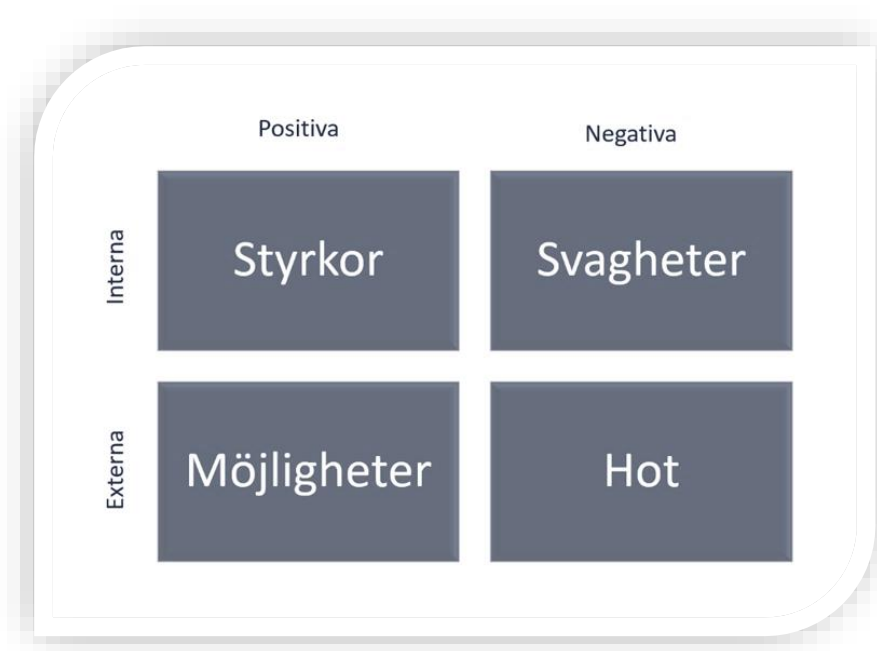 Positiva
Negativa
Interna
Styrkor
Svagheter
Externa
Möjligheter
Hot